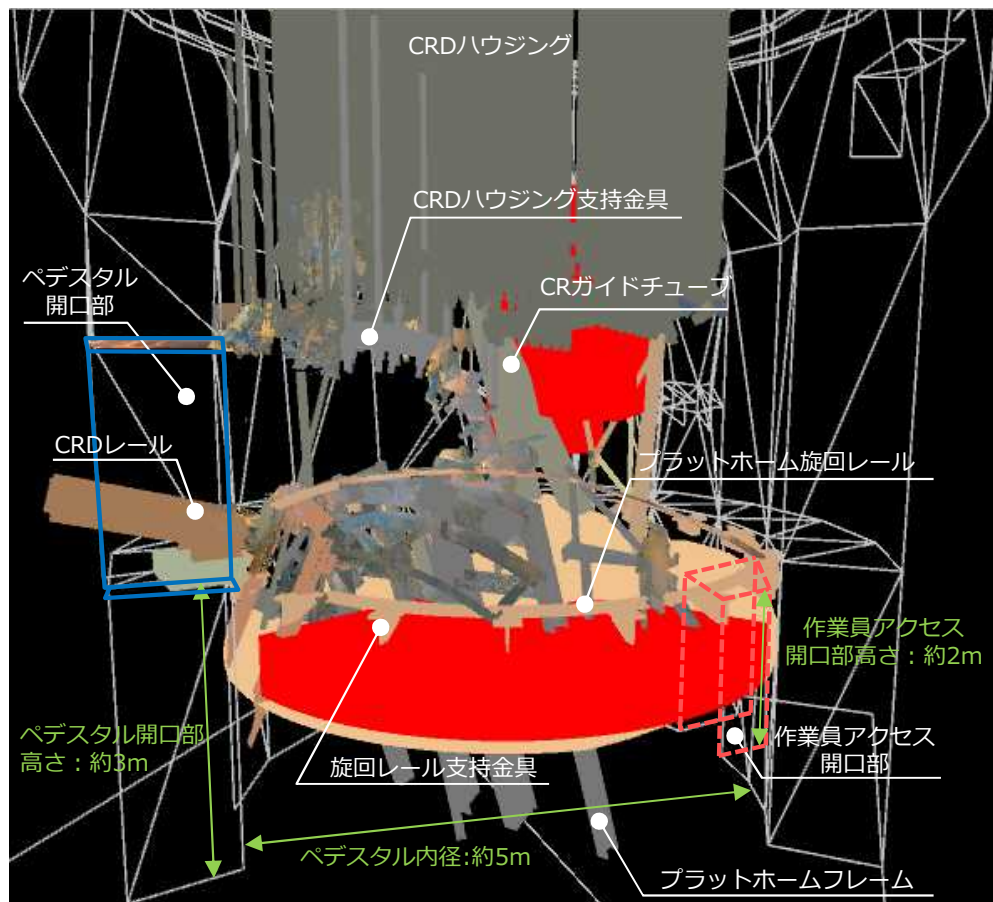 CRDハウジング
CRDハウジング支持金具
ペデスタル
開口部
CRガイドチューブ
CRDレール
プラットホーム旋回レール
作業員アクセス
開口部高さ：約2m
ペデスタル開口部
高さ：約3m
旋回レール支持金具
作業員アクセス
開口部
ペデスタル内径:約5m
プラットホームフレーム